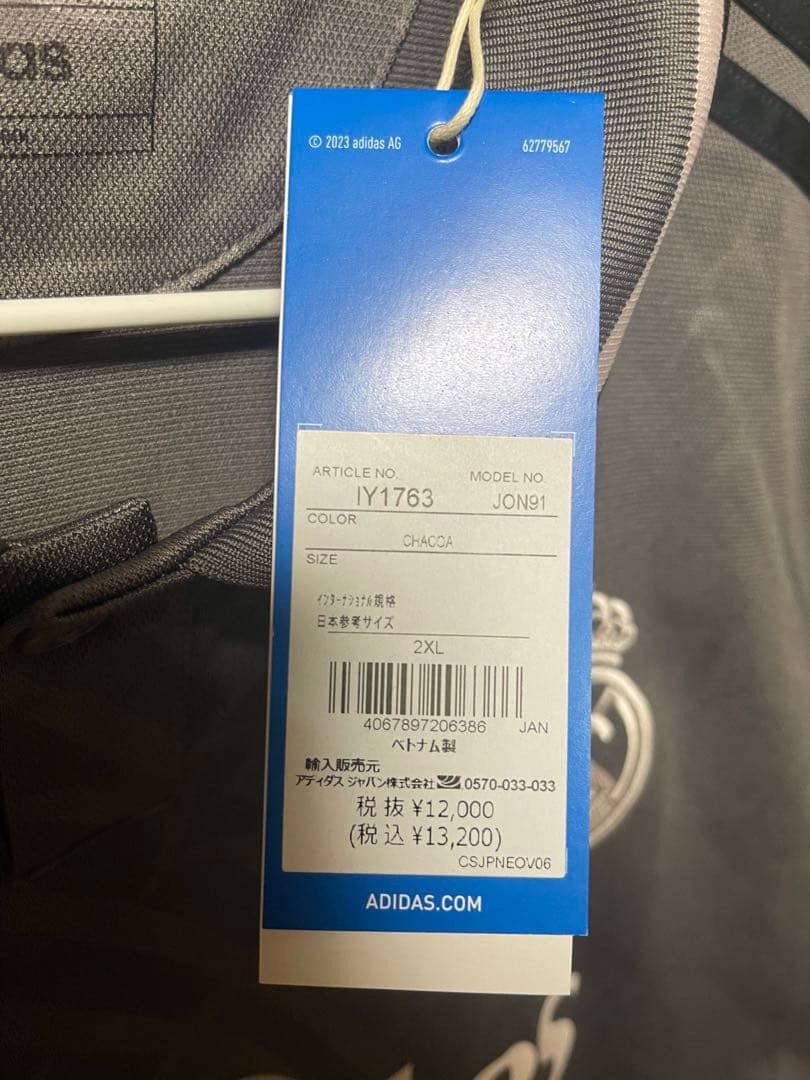 das
© 2023 adidas AG 62779567
ARTICLE NO. MODEL NO.
IY1763 JON91
COLOR
CHACOA
SIZE
インターナショナル規格
日本参考サイズ
2XL
4067897206386 JAN
ベトナム製
輸入販売元
アディダス ジャパン株式会社 0570-033-033
税抜 ¥12,000
(税込 ¥13,200)
CSJPNEOV06
ADIDAS.COM